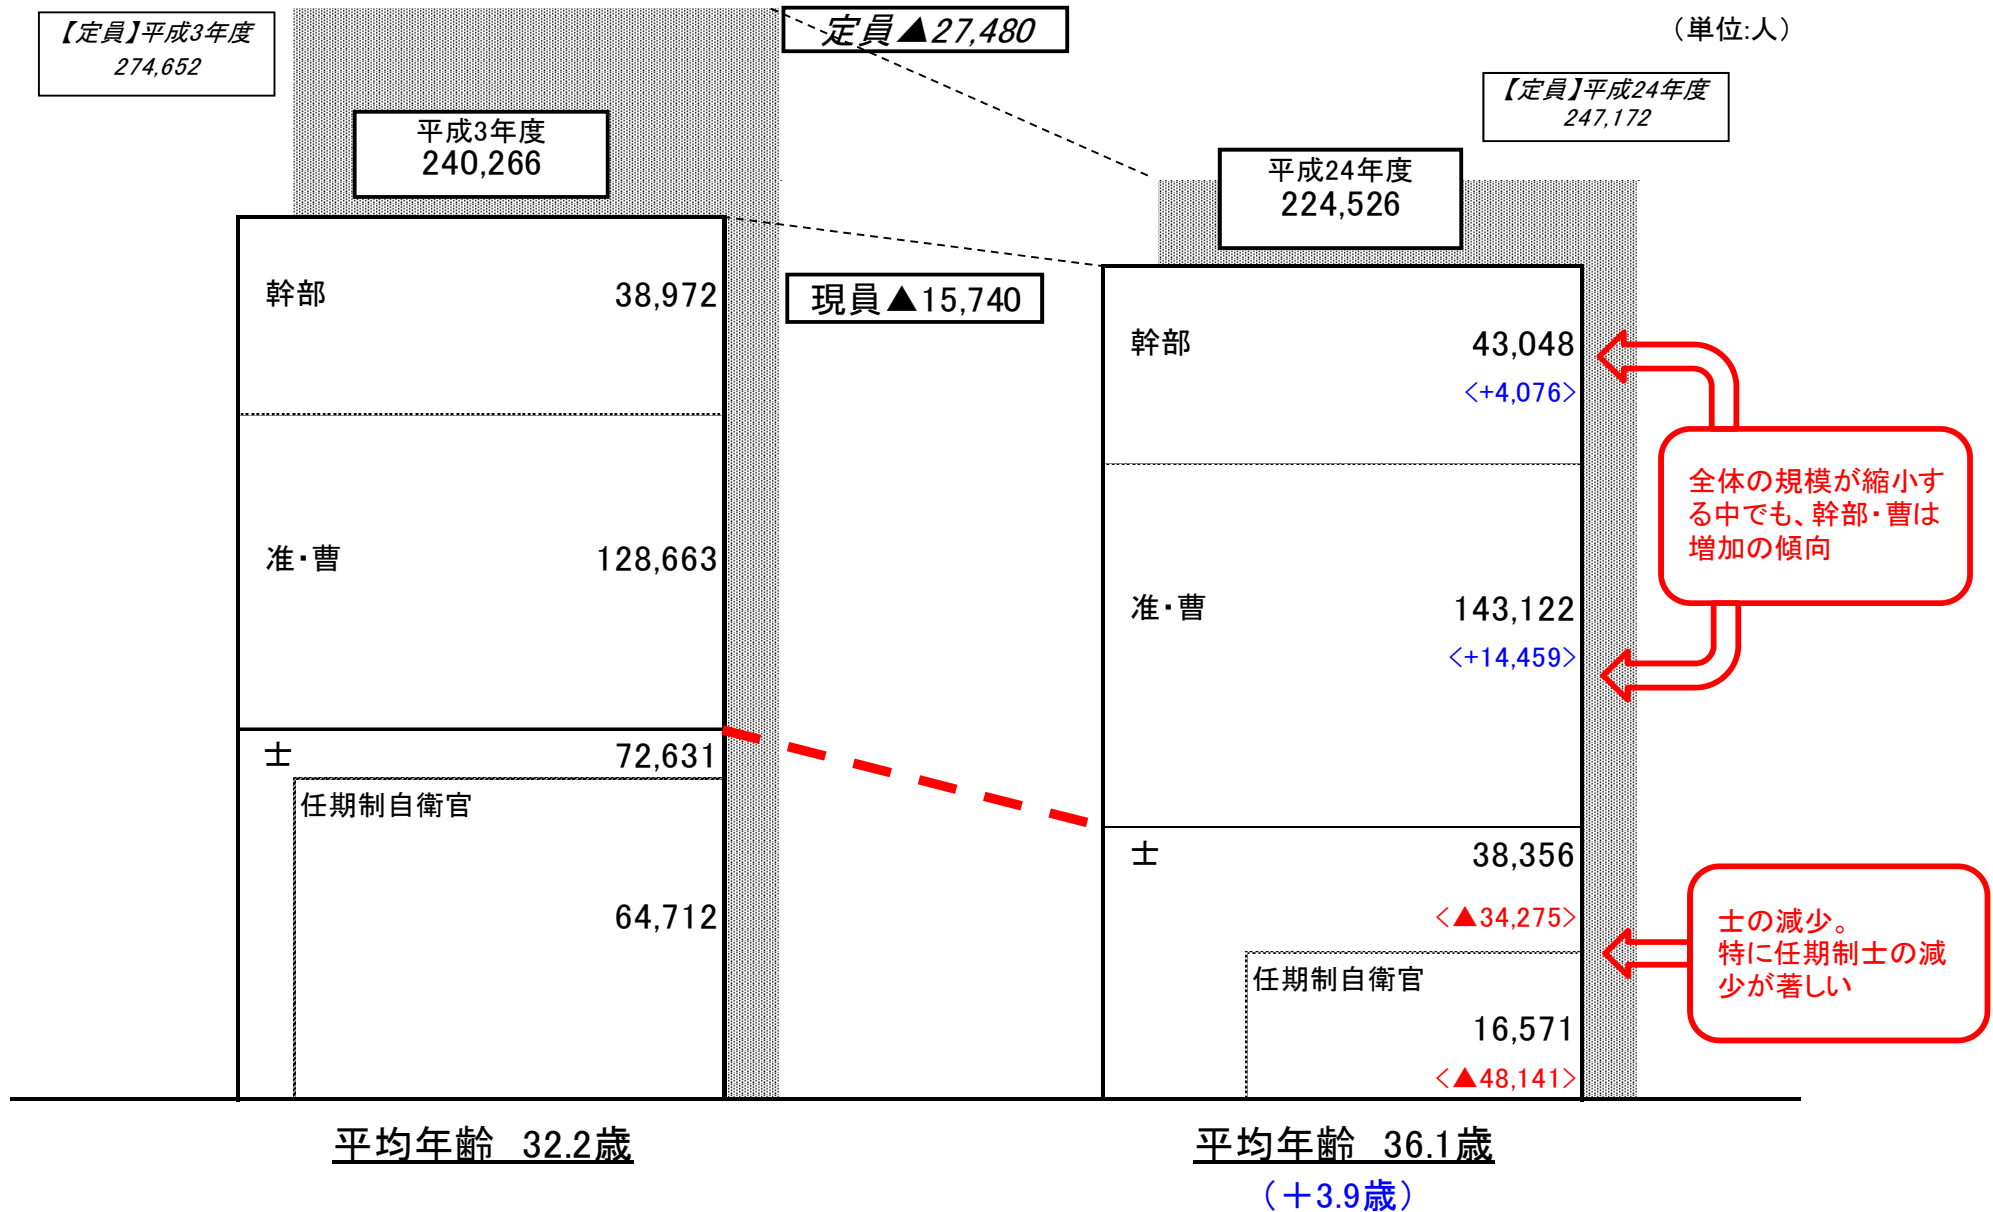 【定員】平成3年度
274,652
定員▲27,480
（単位:人）
【定員】平成24年度
247,172
平成3年度
240,266
平成24年度
224,526
現員▲15,740
幹部 38,972
准・曹 128,663
士 72,631
任期制自衛官
64,712
幹部 43,048
<+4,076>
准・曹 143,122
<+14,459>
士 38,356
<▲34,275>
任期制自衛官
16,571
<▲48,141>
全体の規模が縮小す
る中でも、幹部・曹は
増加の傾向
士の減少。
特に任期制士の減
少が著しい
平均年齢　32.2歳
平均年齢　36.1歳
（＋3.9歳）